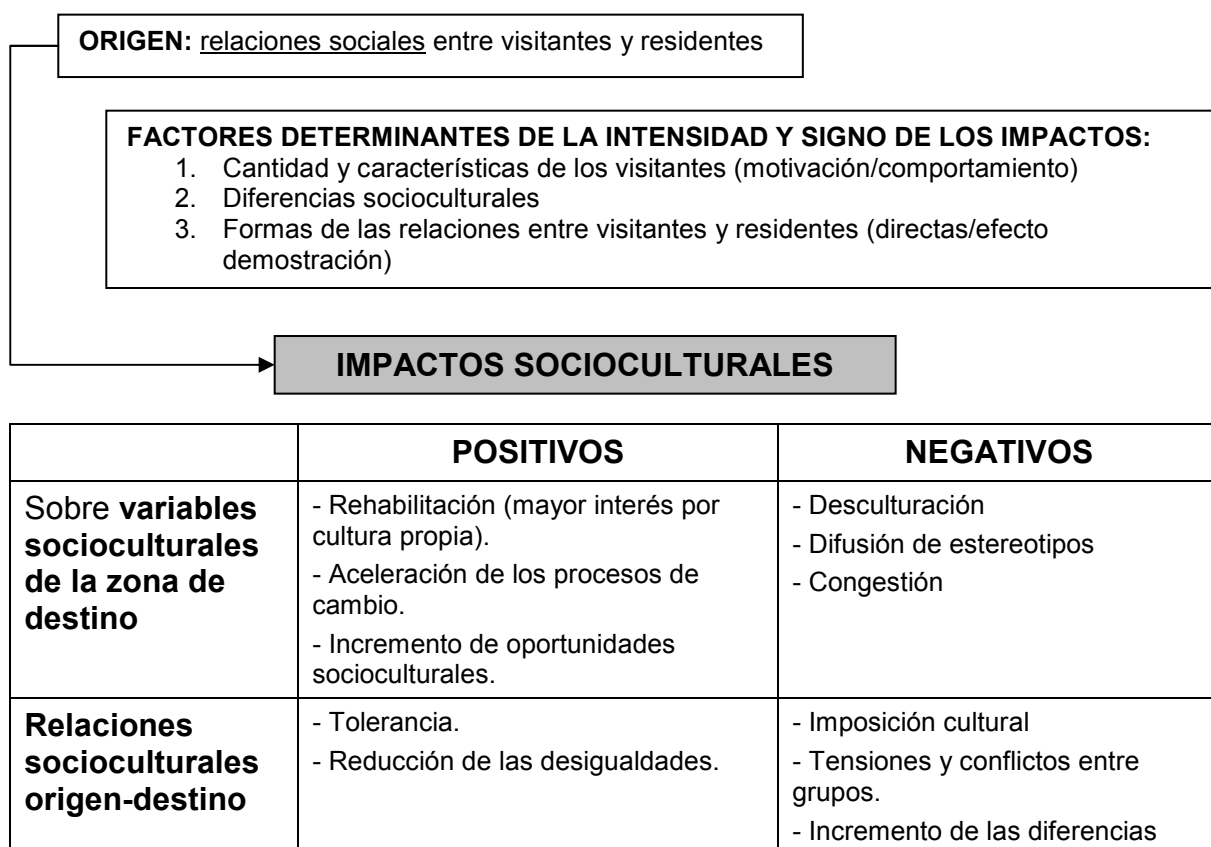 ORIGEN: relaciones sociales entre visitantes y residentes
FACTORES DETERMINANTES DE LA INTENSIDAD Y SIGNO DE LOS IMPACTOS:
1. Cantidad y características de los visitantes (motivación/comportamiento)
2. Diferencias socioculturales
3. Formas de las relaciones entre visitantes y residentes (directas/efecto
demostración)
IMPACTOS SOCIOCULTURALES
POSITIVOS
NEGATIVOS
Sobre variables
socioculturales
de la zona de
destino
- Rehabilitación (mayor interés por
cultura propia).
- Aceleración de los procesos de
cambio.
- Incremento de oportunidades
socioculturales.
- Desculturación
- Difusión de estereotipos
- Congestión
Relaciones
socioculturales
origen-destino
- Tolerancia.
- Reducción de las desigualdades.
- Imposición cultural
- Tensiones y conflictos entre
grupos.
- Incremento de las diferencias